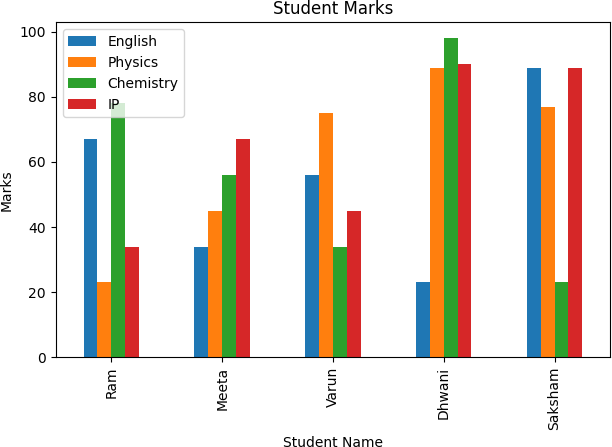 Student Marks
English
Physics
Chemistry
IP
Marks
100
80
60
40
20
0
Ram
Meeta
Varun
Dhwani
Saksham
Student Name